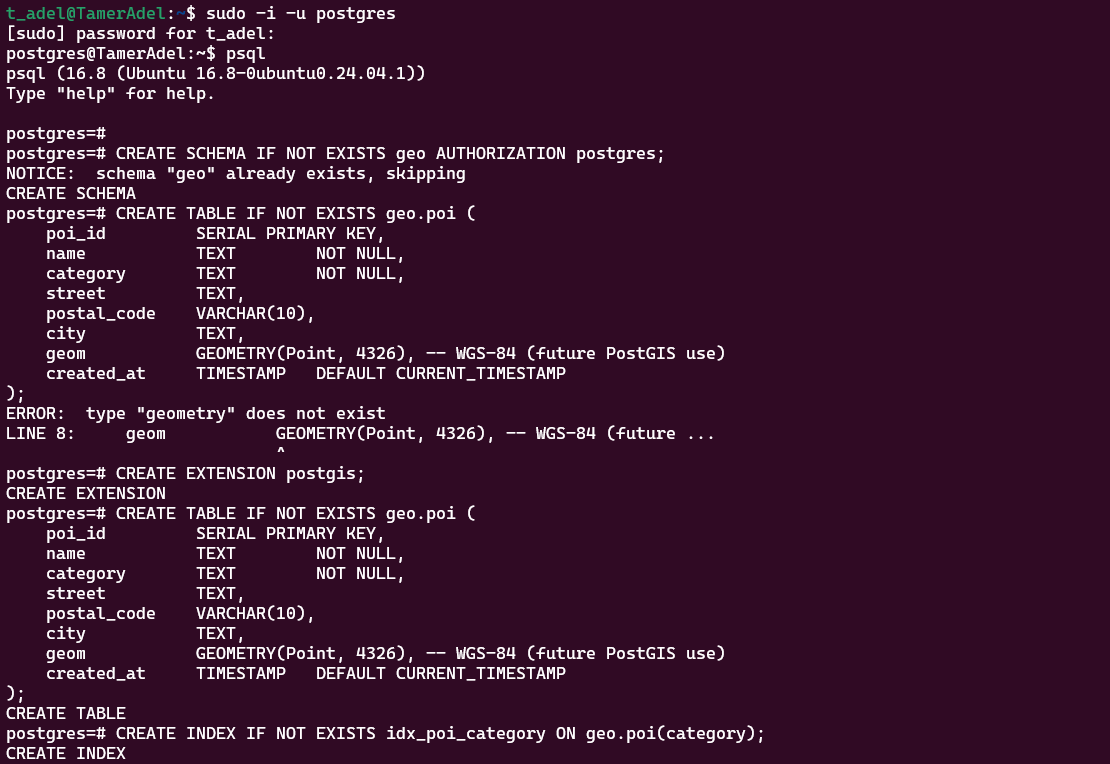 t_adel@TamerAdel:~$ sudo -i -u postgres
[sudo] password for t_adel:
postgres@TamerAdel:~$ psql
psql (16.8 (Ubuntu 16.8-0ubuntu0.24.04.1))
Type "help" for help.

postgres=#
postgres=# CREATE SCHEMA IF NOT EXISTS geo AUTHORIZATION postgres;
NOTICE:  schema "geo" already exists, skipping
CREATE SCHEMA
postgres=# CREATE TABLE IF NOT EXISTS geo.poi (
    poi_id         SERIAL PRIMARY KEY,
    name           TEXT        NOT NULL,
    category       TEXT        NOT NULL,
    street         TEXT,
    postal_code    VARCHAR(10),
    city           TEXT,
    geom           GEOMETRY(Point, 4326), -- WGS-84 (future PostGIS use)
    created_at     TIMESTAMP   DEFAULT CURRENT_TIMESTAMP
);
ERROR:  type "geometry" does not exist
LINE 8:     geom           GEOMETRY(Point, 4326), -- WGS-84 (future ...
                           ^
postgres=# CREATE EXTENSION postgis;
CREATE EXTENSION
postgres=# CREATE TABLE IF NOT EXISTS geo.poi (
    poi_id         SERIAL PRIMARY KEY,
    name           TEXT        NOT NULL,
    category       TEXT        NOT NULL,
    street         TEXT,
    postal_code    VARCHAR(10),
    city           TEXT,
    geom           GEOMETRY(Point, 4326), -- WGS-84 (future PostGIS use)
    created_at     TIMESTAMP   DEFAULT CURRENT_TIMESTAMP
);
CREATE TABLE
postgres=# CREATE INDEX IF NOT EXISTS idx_poi_category ON geo.poi(category);
CREATE INDEX